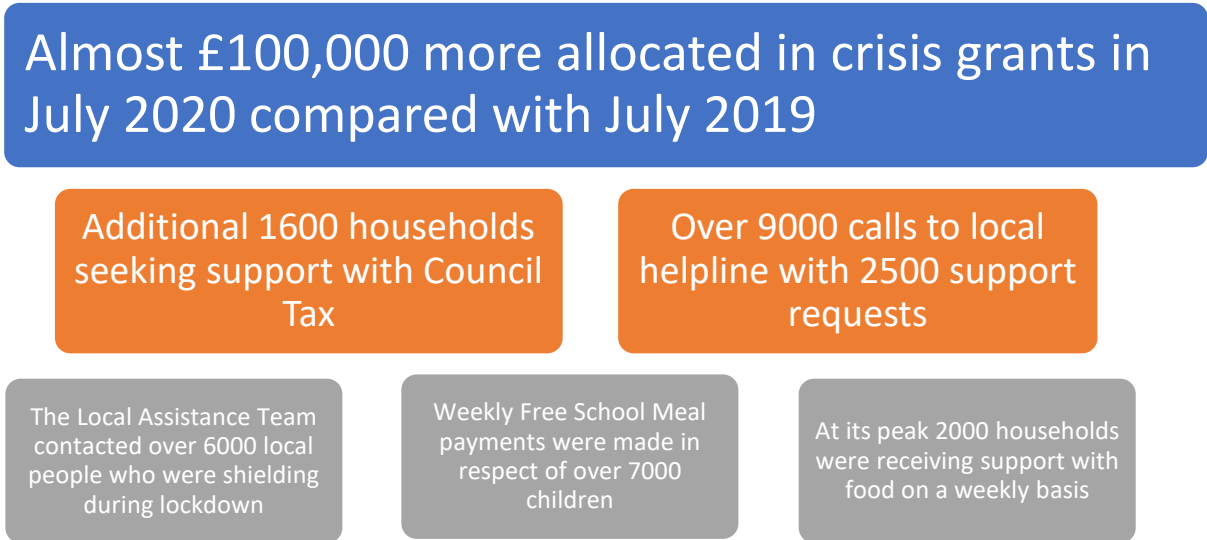 Almost £100,000 more allocated in crisis grants in
July 2020 compared with July 2019
Additional 1600 households
seeking support with Council
Tax
Over 9000 calls to local
helpline with 2500 support
requests
The Local Assistance Team
contacted over 6000 local
people who were shielding
during lockdown
Weekly Free School Meal
payments were made in
respect of over 7000
children
At its peak 2000 households
were receiving support with
food on a weekly basis